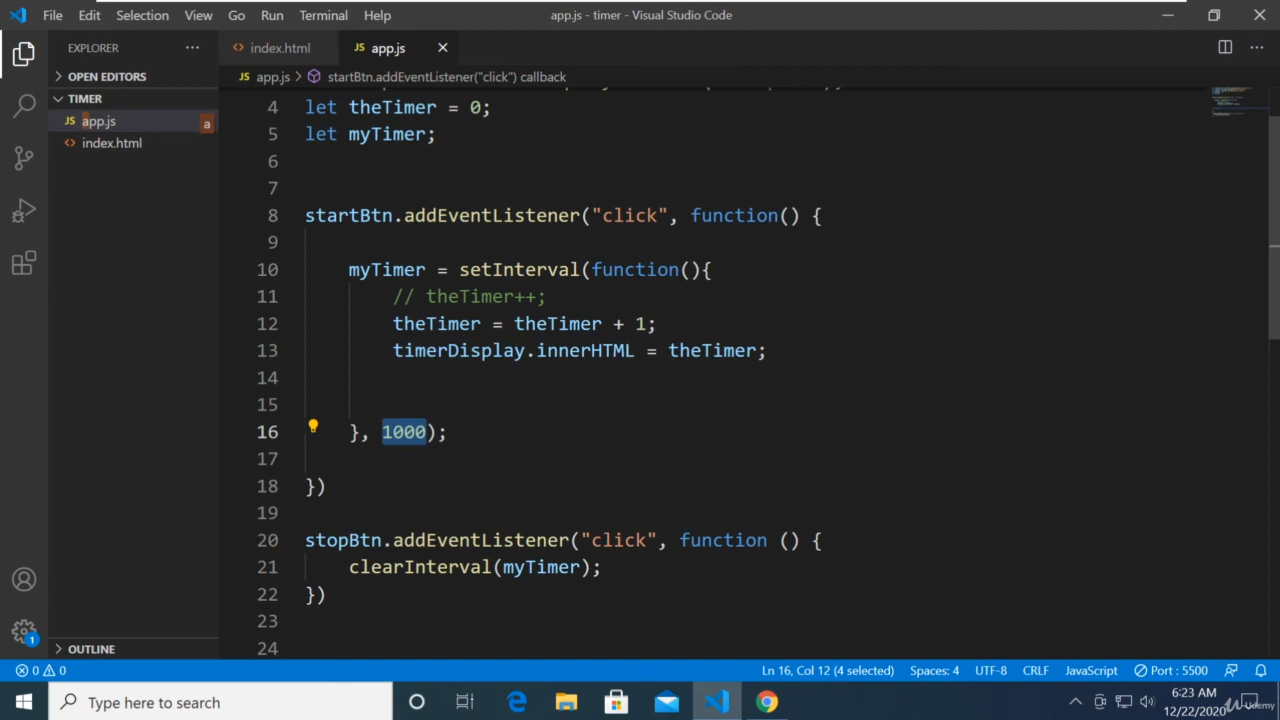 File Edit Selection View Go Run Terminal Help
app.js - timer - Visual Studio Code
EXPLORER
OPEN EDITORS
TIMER
JS app.js a
<> index.html
OUTLINE
<> index.html
JS app.js
JS app.js > startBtn.addEventListener("click") callback
4 let theTimer = 0;
5 let myTimer;
6
7
8 startBtn.addEventListener("click", function() {
9
10 myTimer = setInterval(function(){
11 // theTimer++;
12 theTimer = theTimer + 1;
13 timerDisplay.innerHTML = theTimer;
14
15
16 }, 1000);
17
18 })
19
20 stopBtn.addEventListener("click", function () {
21 clearInterval(myTimer);
22 })
23
24
1
0 0
Ln 16, Col 12 (4 selected) Spaces: 4 UTF-8 CRLF JavaScript Port : 5500
Type here to search
6:23 AM
12/22/2020
Udemy